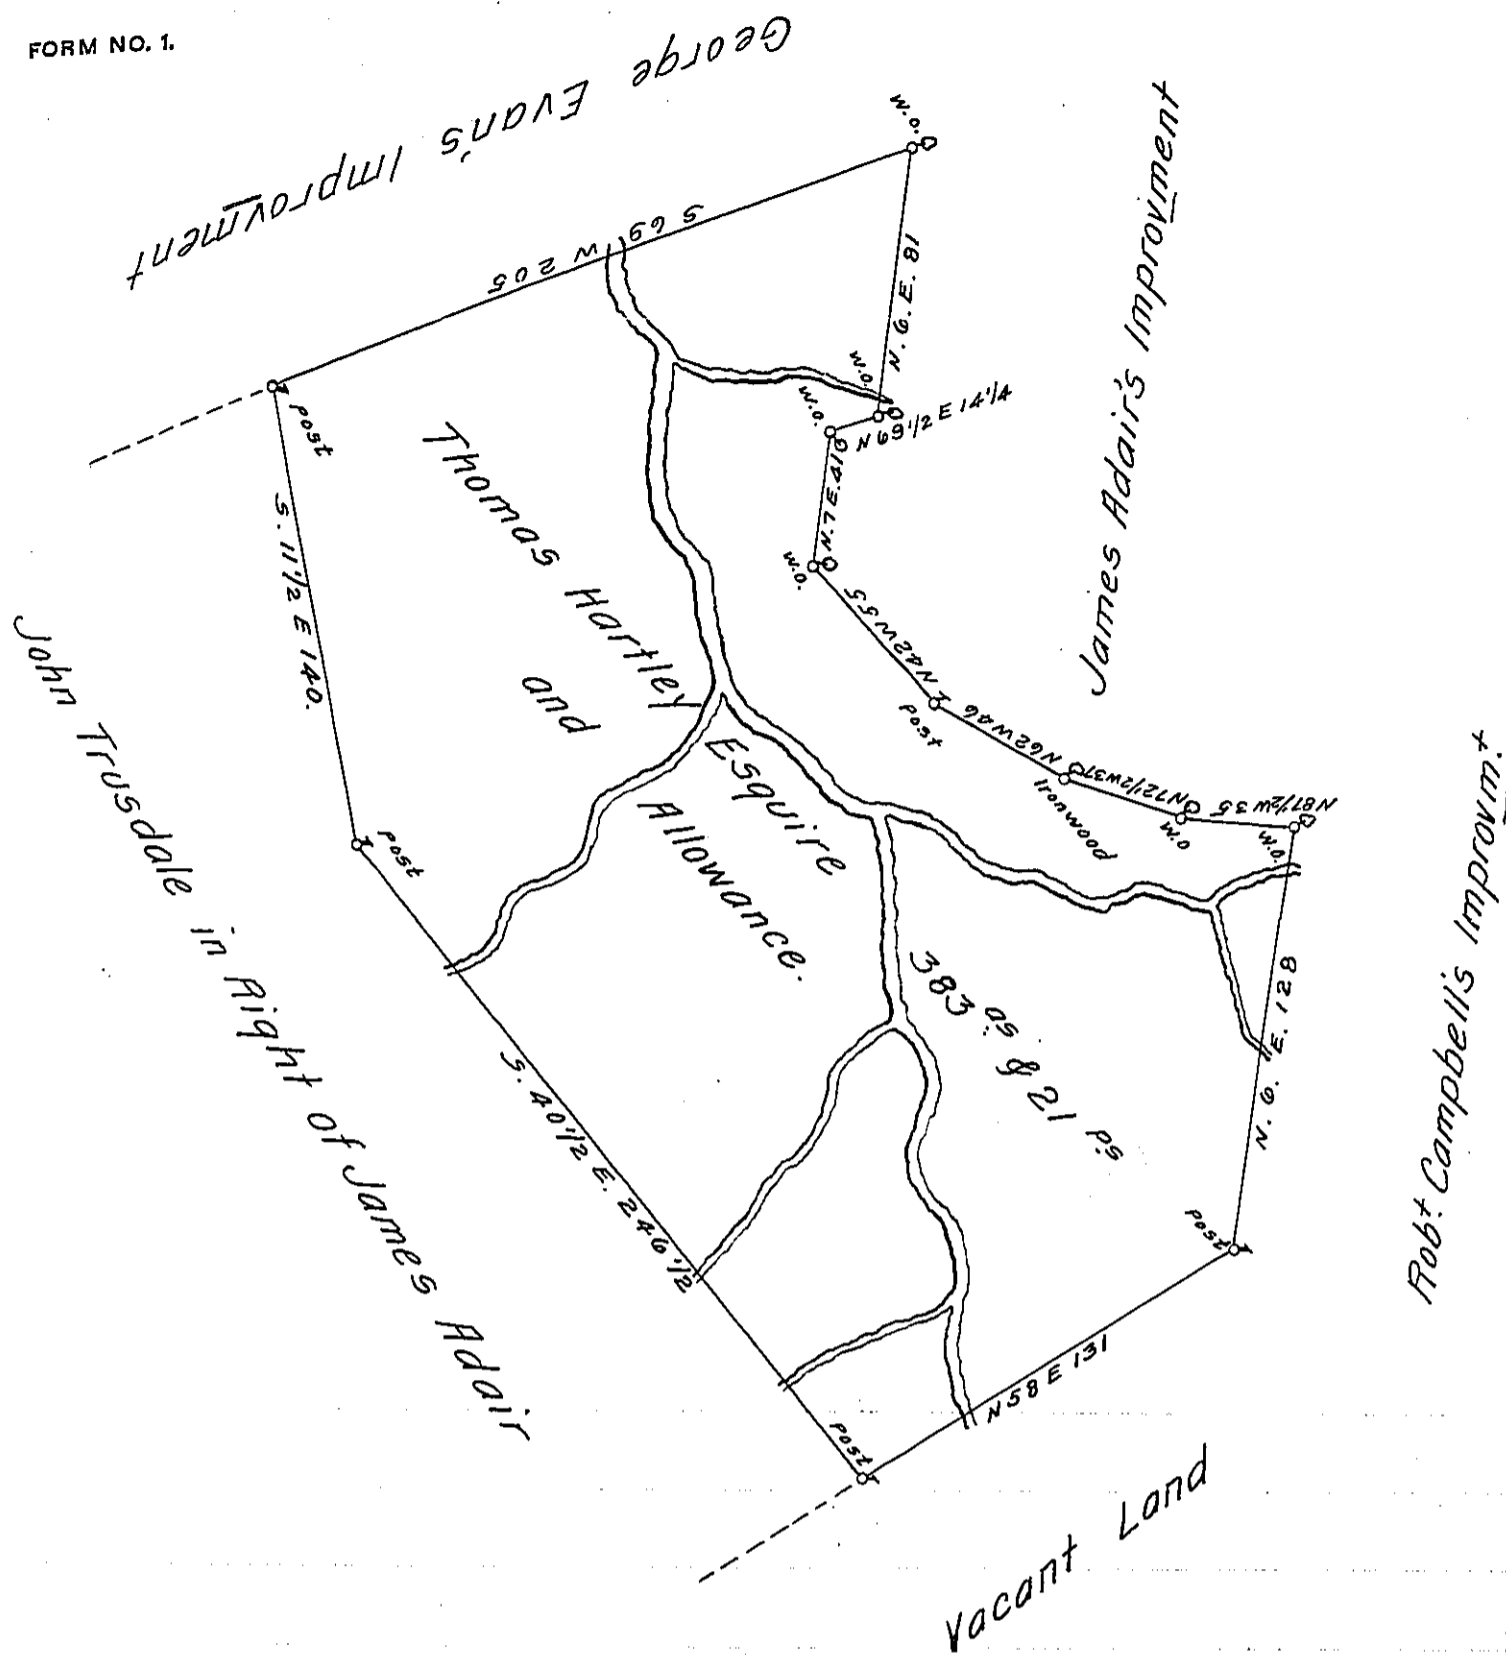 FORM NO. 1.
George Evan's Improvment
W.O.
S 69 W 205
N. 6. E. 81
James Adair's Improvment
W.O.
W.O.
N 69 1/2 E 14 1/4
Post
N. 7 E. 41
W.O.
S. 11 1/2 E 140.
N 42 W 55
Post
N 62 W 46
Ironwood
N 72 1/2 W 37
W.O
N 87 1/2 W 35
W.O.
Thomas Hartley Esquire
and Allowance.
383 as. & 21 ps
John Trusdale in Right of James Adair
Post
S. 40 1/2 E. 246 1/2
N. 6. E. 128
Robt. Campbell's Improvmt
Post
N 58 E 131
Post
Vacant Land